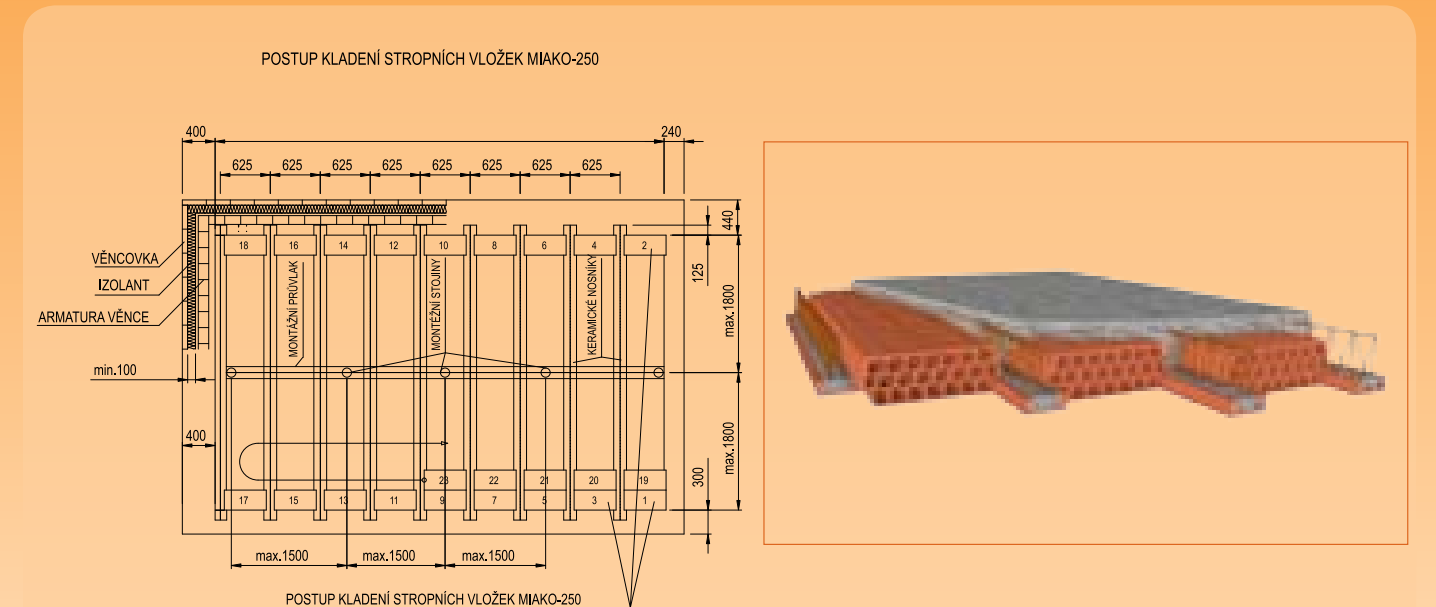 POSTUP KLADENÍ STROPNÍCH VLOŽEK MIAKO-250
400 240
625 625 625 625 625 625 625 625
440
18 16 14 12 10 8 6 4 2
VĚNCOVKA
IZOLANT
ARMATURA VĚNCE
125
max.1800
MONTÁŽNÍ PRŮVLAK
MONTÉŽNÍ STOJINY
KERAMICKÉ NOSNÍKY
min.100
400
max.1800
300
23 22 21 20 19
17 15 13 11 9 7 5 3 1
max.1500 max.1500 max.1500
POSTUP KLADENÍ STROPNÍCH VLOŽEK MIAKO-250